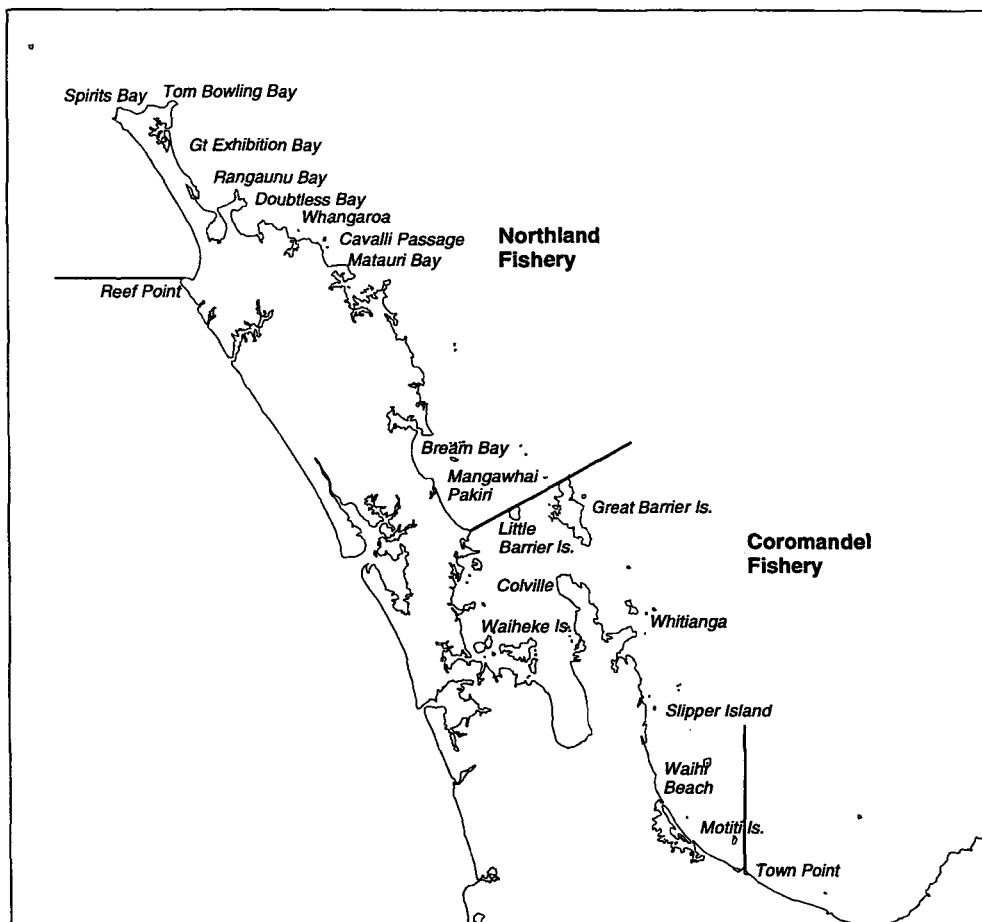 Spirits Bay
Tom Bowling Bay
Gt Exhibition Bay
Rangaunu Bay
Doubtless Bay
Whangaroa
Cavalli Passage
Matauri Bay
Northland
Fishery
Reef Point
Bream Bay
Mangawhai
Pakiri
Little
Barrier Is.
Great Barrier Is.
Coromandel
Fishery
Colville
Waiheke Is.
Whitianga
Slipper Island
Waihi
Beach
Motiti Is.
Town Point